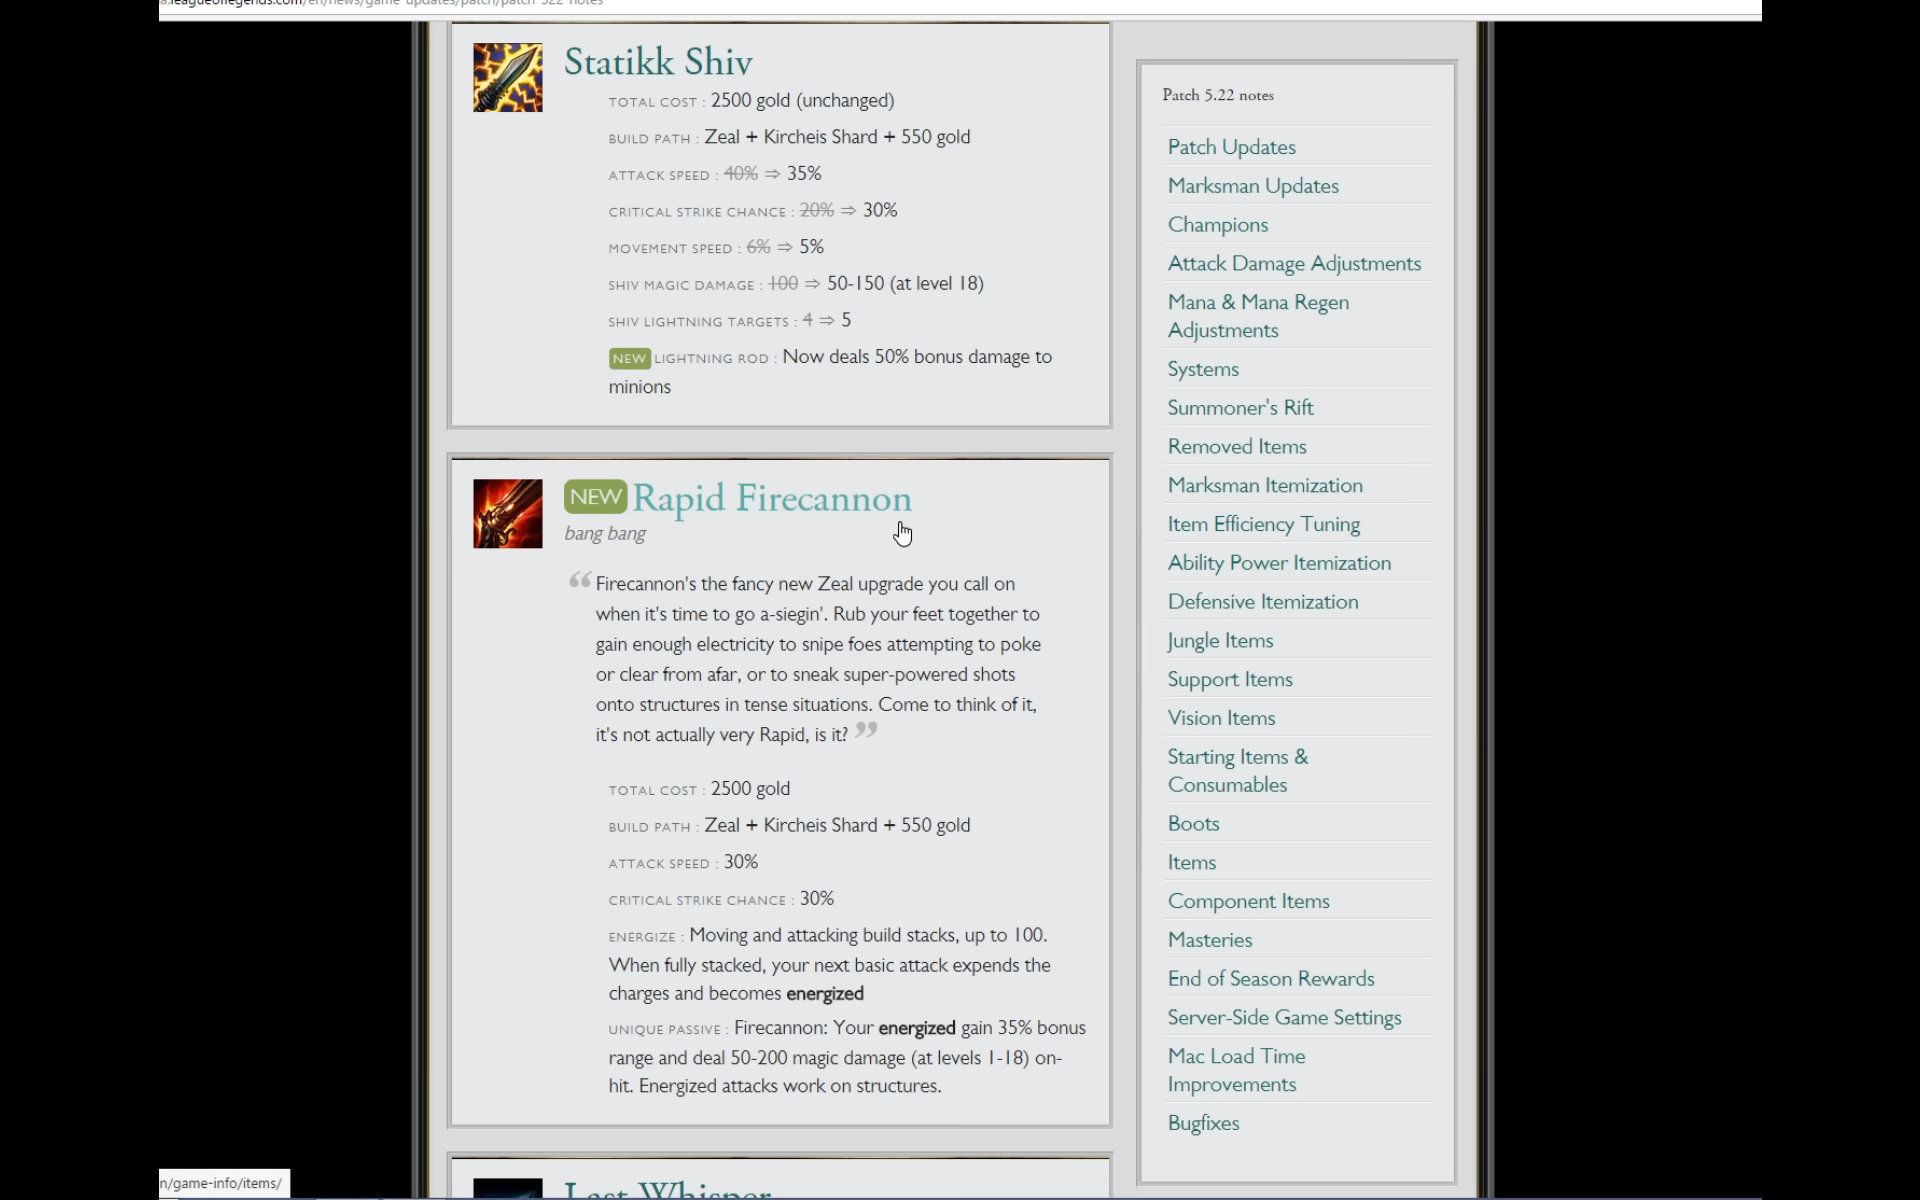 a.leagueoflegends.com/en/news/game-updates/patch/patch-522-notes
Statikk Shiv
TOTAL COST : 2500 gold (unchanged)
BUILD PATH : Zeal + Kircheis Shard + 550 gold
ATTACK SPEED : 40% ⇒ 35%
CRITICAL STRIKE CHANCE : 20% ⇒ 30%
MOVEMENT SPEED : 6% ⇒ 5%
SHIV MAGIC DAMAGE : 100 ⇒ 50-150 (at level 18)
SHIV LIGHTNING TARGETS : 4 ⇒ 5
NEW LIGHTNING ROD : Now deals 50% bonus damage to
minions
NEW Rapid Firecannon
bang bang
“ Firecannon's the fancy new Zeal upgrade you call on
when it's time to go a-siegin'. Rub your feet together to
gain enough electricity to snipe foes attempting to poke
or clear from afar, or to sneak super-powered shots
onto structures in tense situations. Come to think of it,
it's not actually very Rapid, is it? ”
TOTAL COST : 2500 gold
BUILD PATH : Zeal + Kircheis Shard + 550 gold
ATTACK SPEED : 30%
CRITICAL STRIKE CHANCE : 30%
ENERGIZE : Moving and attacking build stacks, up to 100.
When fully stacked, your next basic attack expends the
charges and becomes energized
UNIQUE PASSIVE : Firecannon: Your energized gain 35% bonus
range and deal 50-200 magic damage (at levels 1-18) on-
hit. Energized attacks work on structures.
Last Whisper
Patch 5.22 notes
Patch Updates
Marksman Updates
Champions
Attack Damage Adjustments
Mana & Mana Regen
Adjustments
Systems
Summoner's Rift
Removed Items
Marksman Itemization
Item Efficiency Tuning
Ability Power Itemization
Defensive Itemization
Jungle Items
Support Items
Vision Items
Starting Items &
Consumables
Boots
Items
Component Items
Masteries
End of Season Rewards
Server-Side Game Settings
Mac Load Time
Improvements
Bugfixes
n/game-info/items/